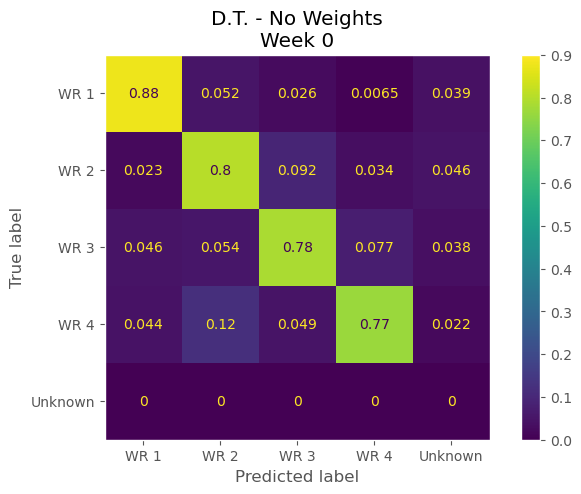 D.T. - No Weights
Week 0
WR 1 0.88 0.052 0.026 0.0065 0.039
WR 2 0.023 0.8 0.092 0.034 0.046
WR 3 0.046 0.054 0.78 0.077 0.038
WR 4 0.044 0.12 0.049 0.77 0.022
Unknown 0 0 0 0 0
WR 1 WR 2 WR 3 WR 4 Unknown
Predicted label
True label
0.9
0.8
0.7
0.6
0.5
0.4
0.3
0.2
0.1
0.0